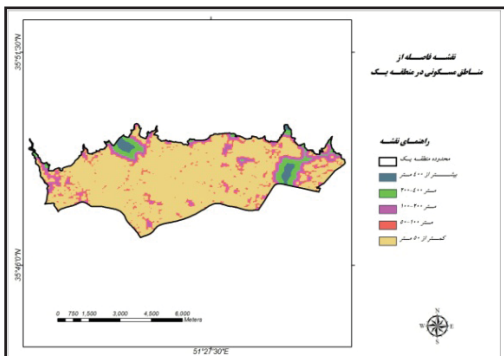 نقشه فاصله از
مناطق مسکونی در منطقه یک
راهنمای نقشه
محدوده منطقه یک
بیشتر از ۴۰۰ متر
۲۰۰-۴۰۰ متر
۱۰۰-۲۰۰ متر
۵۰-۱۰۰ متر
کمتر از ۵۰ متر
35°51'30"N
35°46'0"N
0 750 1,500 3,000 4,500 6,000
Meters
51°27'30"E
N
W E
S